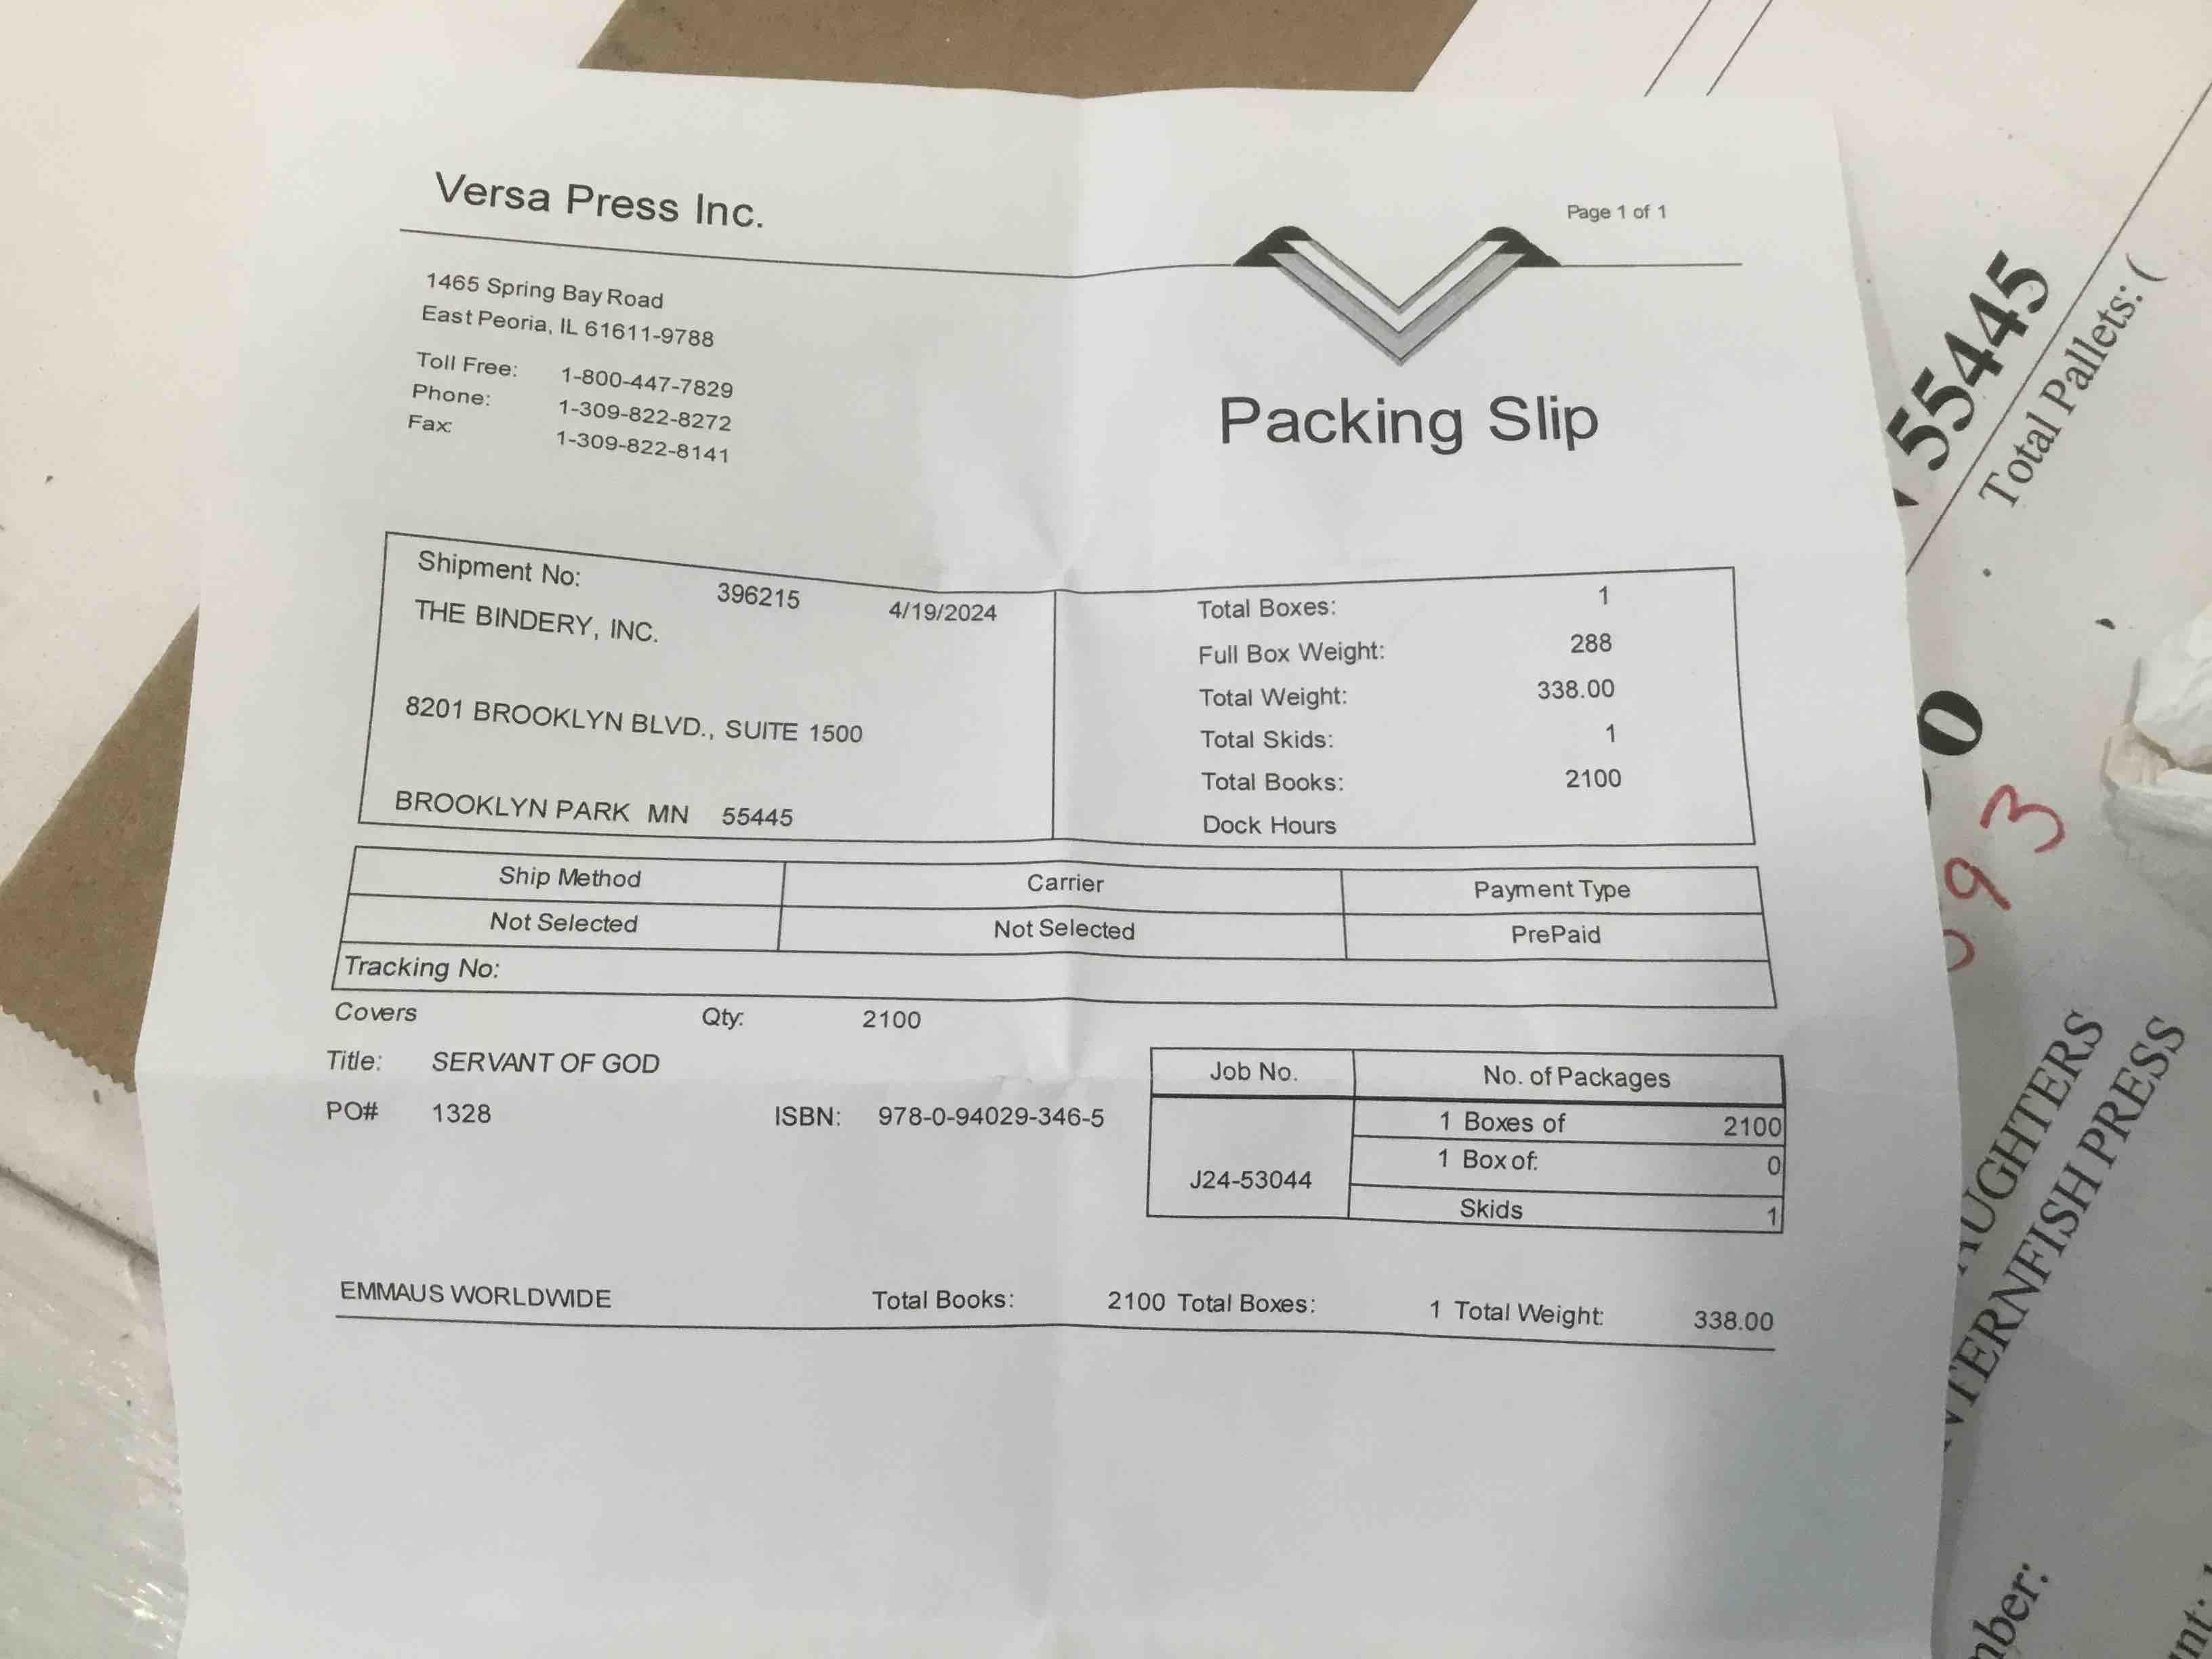 Versa Press Inc.
Page 1 of 1
1465 Spring Bay Road
East Peoria, IL 61611-9788
Toll Free: 1-800-447-7829
Phone: 1-309-822-8272
Fax: 1-309-822-8141
Packing Slip
Shipment No: 396215 4/19/2024
THE BINDERY, INC.
8201 BROOKLYN BLVD., SUITE 1500
BROOKLYN PARK MN 55445
Total Boxes: 1
Full Box Weight: 288
Total Weight: 338.00
Total Skids: 1
Total Books: 2100
Dock Hours
Ship Method Carrier Payment Type
Not Selected Not Selected PrePaid
Tracking No:
Covers Qty: 2100
Title: SERVANT OF GOD
PO# 1328 ISBN: 978-0-94029-346-5
Job No. No. of Packages
J24-53044
1 Boxes of 2100
1 Box of: 0
Skids 1
EMMAUS WORLDWIDE Total Books: 2100 Total Boxes: 1 Total Weight: 338.00
55445
Total Pallets: (
0
93
PRESS